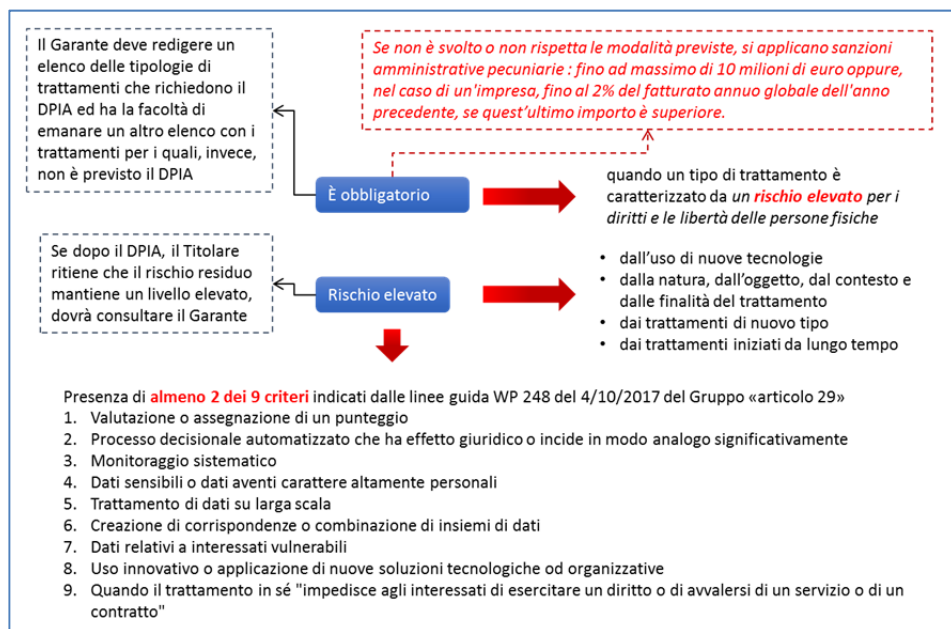 Il Garante deve redigere un
elenco delle tipologie di
trattamenti che richiedono il
DPIA ed ha la facoltà di
emanare un altro elenco con i
trattamenti per i quali, invece,
non è previsto il DPIA
Se non è svolto o non rispetta le modalità previste, si applicano sanzioni
amministrative pecuniarie : fino ad massimo di 10 milioni di euro oppure,
nel caso di un'impresa, fino al 2% del fatturato annuo globale dell'anno
precedente, se quest'ultimo importo è superiore.
È obbligatorio
quando un tipo di trattamento è
caratterizzato da un rischio elevato per i
diritti e le libertà delle persone fisiche
Se dopo il DPIA, il Titolare
ritiene che il rischio residuo
mantiene un livello elevato,
dovrà consultare il Garante
Rischio elevato
• dall'uso di nuove tecnologie
• dalla natura, dall'oggetto, dal contesto e
dalle finalità del trattamento
• dai trattamenti di nuovo tipo
• dai trattamenti iniziati da lungo tempo
Presenza di almeno 2 dei 9 criteri indicati dalle linee guida WP 248 del 4/10/2017 del Gruppo «articolo 29»
1. Valutazione o assegnazione di un punteggio
2. Processo decisionale automatizzato che ha effetto giuridico o incide in modo analogo significativamente
3. Monitoraggio sistematico
4. Dati sensibili o dati aventi carattere altamente personali
5. Trattamento di dati su larga scala
6. Creazione di corrispondenze o combinazione di insiemi di dati
7. Dati relativi a interessati vulnerabili
8. Uso innovativo o applicazione di nuove soluzioni tecnologiche od organizzative
9. Quando il trattamento in sé "impedisce agli interessati di esercitare un diritto o di avvalersi di un servizio o di un
contratto"